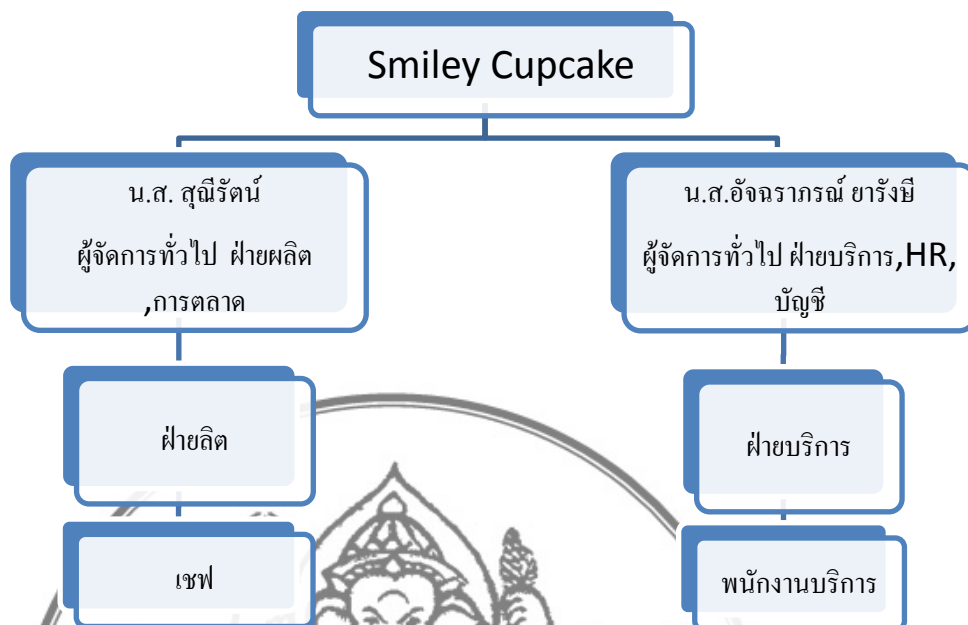 Smiley Cupcake
น.ส. สุณีรัตน์
ผู้จัดการทั่วไป ฝ่ายผลิต
,การตลาด
น.ส.อัจฉราภรณ์ ยารังษี
ผู้จัดการทั่วไป ฝ่ายบริการ,HR,
บัญชี
ฝ่ายลิต
ฝ่ายบริการ
เชฟ
พนักงานบริการ